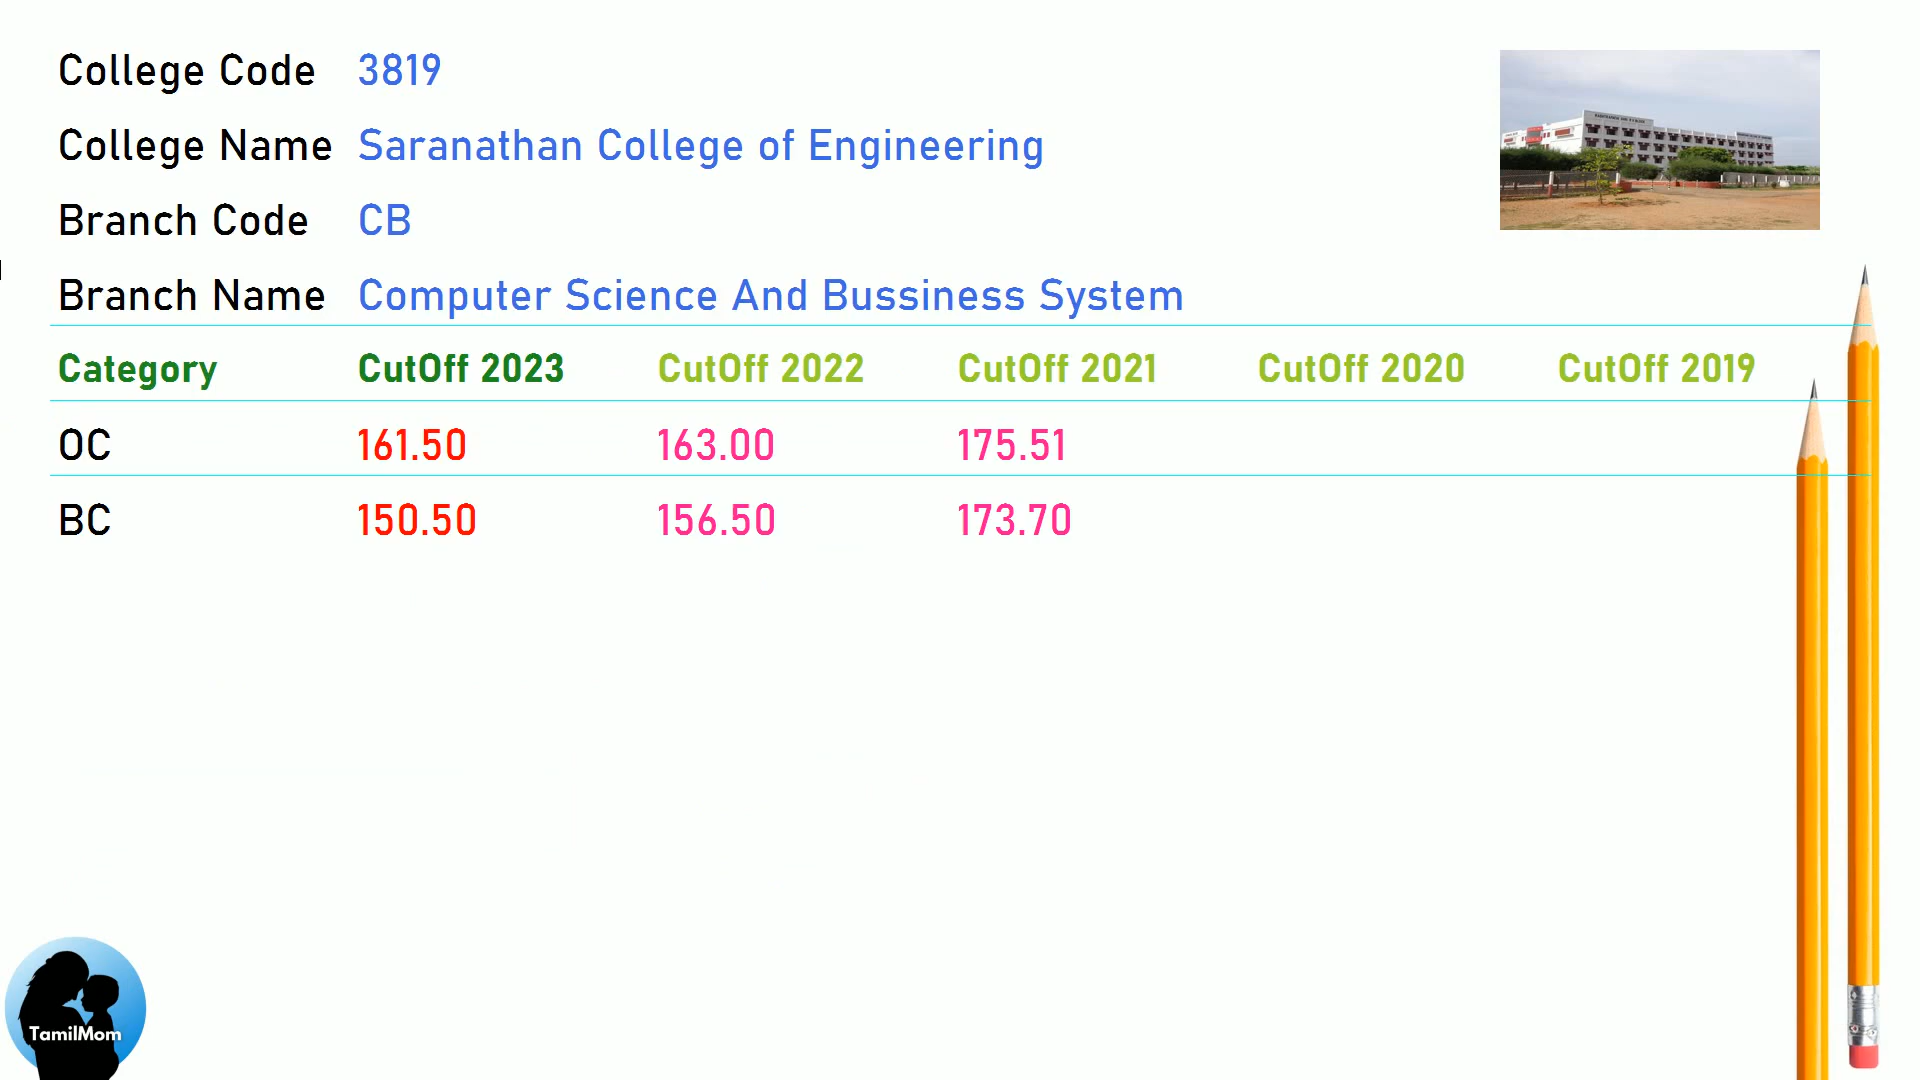 College Code 3819
College Name Saranathan College of Engineering
Branch Code CB
Branch Name Computer Science And Bussiness System
Category CutOff 2023 CutOff 2022 CutOff 2021 CutOff 2020 CutOff 2019
OC 161.50 163.00 175.51
BC 150.50 156.50 173.70
TamilMom